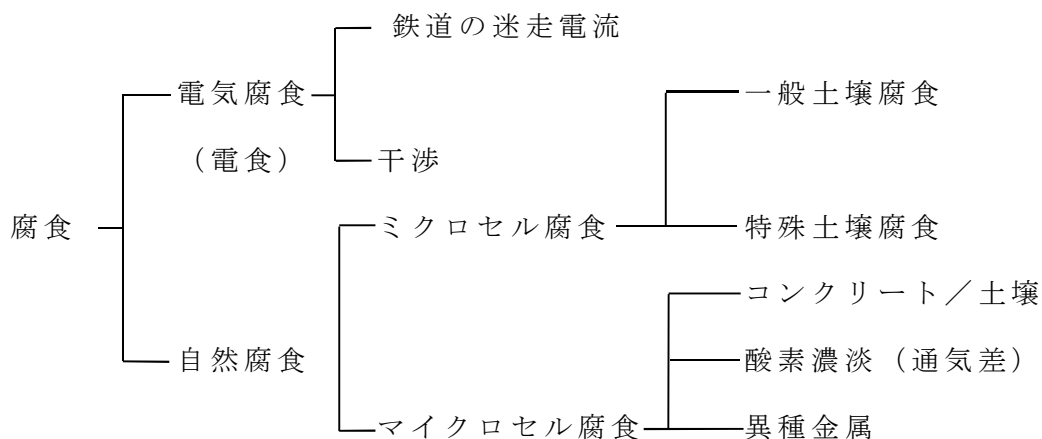 鉄道の迷走電流
電気腐食
一般土壌腐食
（電食）
干渉
腐食
ミクロセル腐食
特殊土壌腐食
コンクリート／土壌
自然腐食
酸素濃淡（通気差）
マイクロセル腐食
異種金属